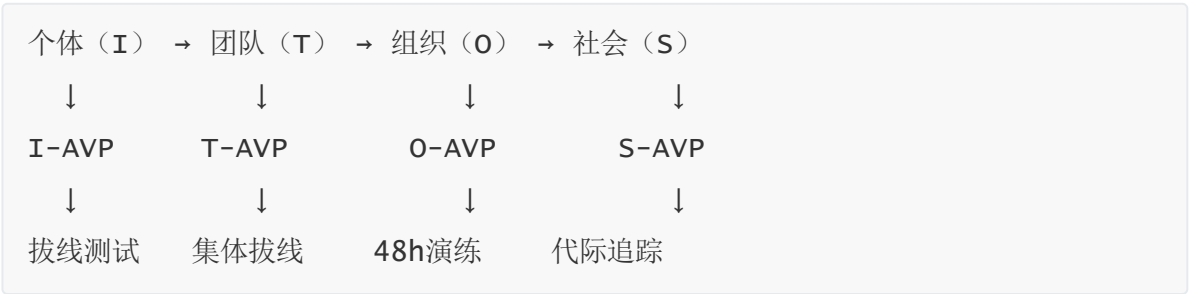 个体（I） → 团队（T） → 组织（O） → 社会（S）
↓ ↓ ↓ ↓
I-AVP T-AVP O-AVP S-AVP
↓ ↓ ↓ ↓
拔线测试 集体拔线 48h演练 代际追踪